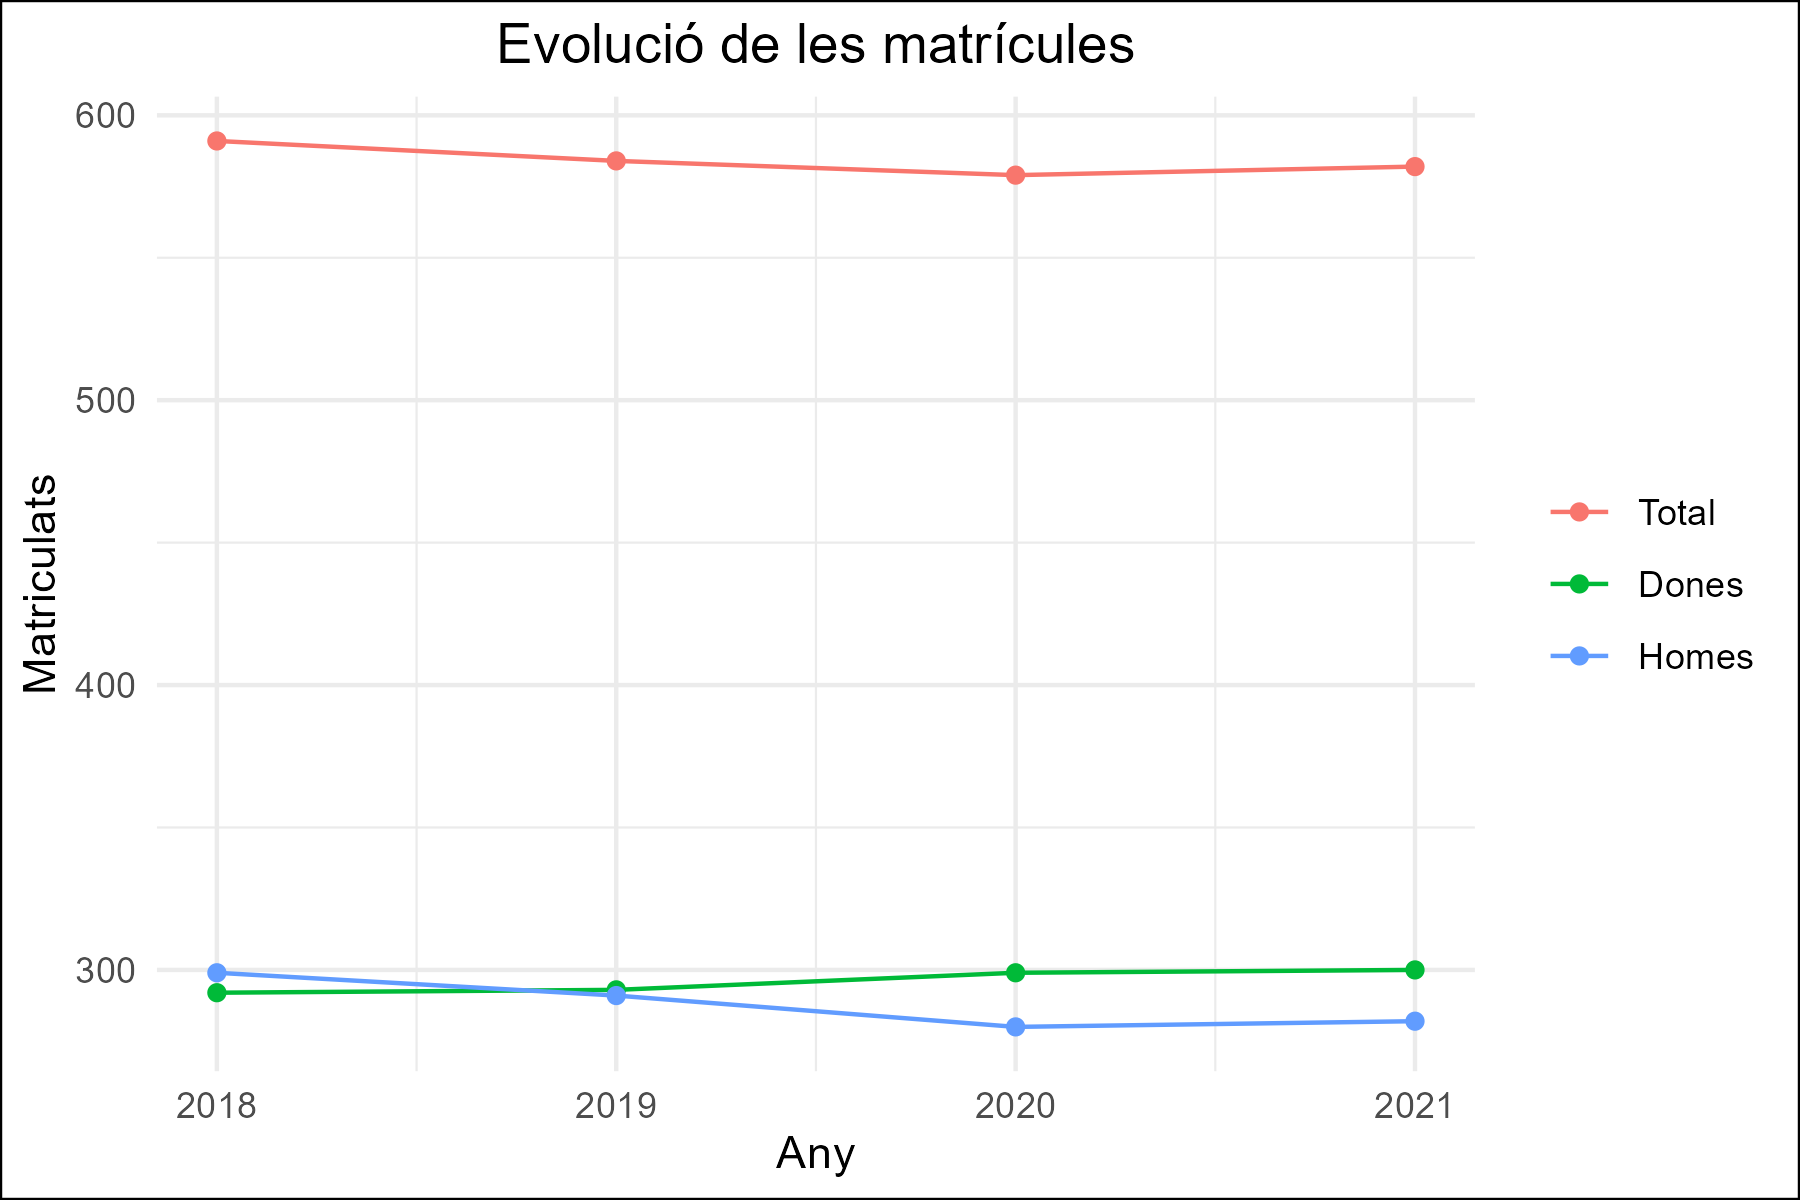 Evolució de les matrícules
600
500
400
300
Matriculats
2018
2019
2020
2021
Any
Total
Dones
Homes